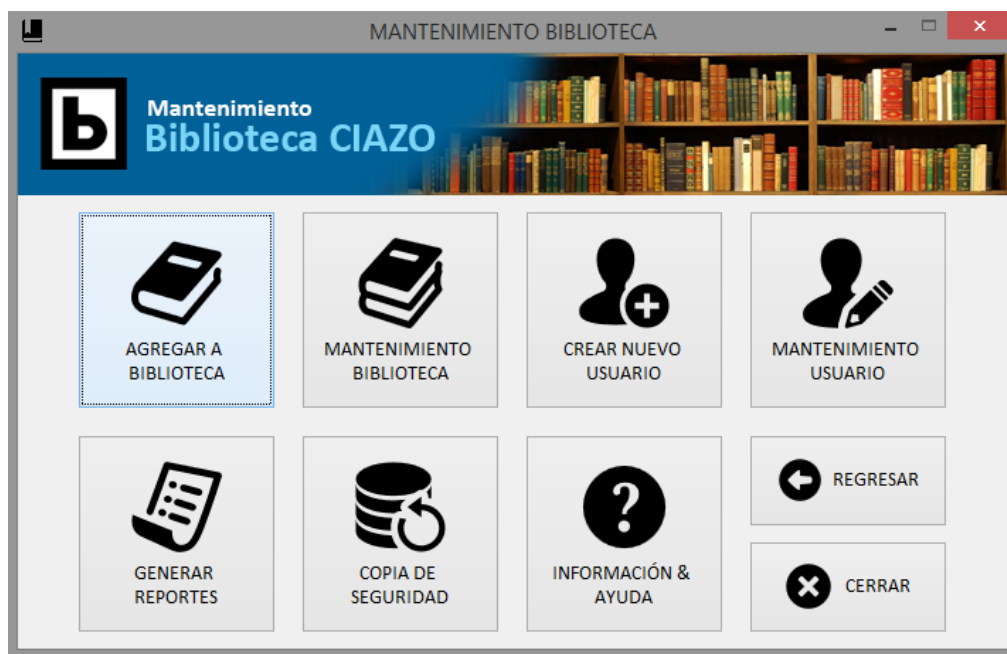 MANTENIMIENTO BIBLIOTECA
b
Mantenimiento
Biblioteca CIAZO
AGREGAR A
BIBLIOTECA
MANTENIMIENTO
BIBLIOTECA
CREAR NUEVO
USUARIO
MANTENIMIENTO
USUARIO
GENERAR
REPORTES
COPIA DE
SEGURIDAD
?
INFORMACIÓN &
AYUDA
REGRESAR
CERRAR